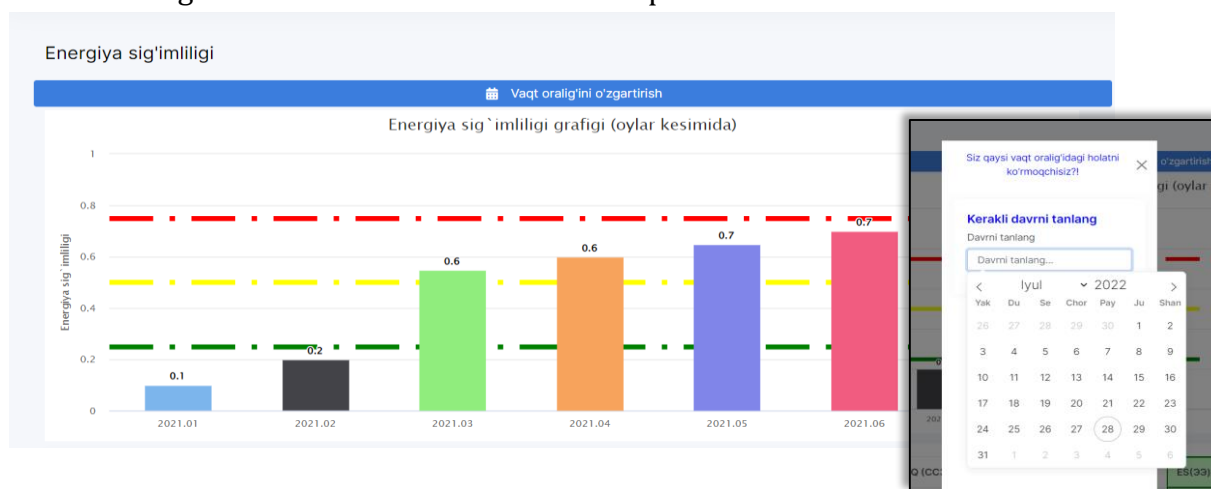 Energiya sig'imliligi
Vaqt oralig'ini o'zgartirish
Energiya sig`imliligi grafigi (oylar kesimida)
Energiya sig`imliligi
1
0.8
0.6
0.4
0.2
0
0.1
0.2
0.6
0.6
0.7
0.7
2021.01
2021.02
2021.03
2021.04
2021.05
2021.06
Siz qaysi vaqt oralig'idagi holatni
ko'rmoqchisiz?!
o'zgartirish
gi (oylar
Kerakli davrni tanlang
Davrni tanlang
Davrni tanlang...
Iyul 2022
Yak Du Se Chor Pay Ju Shan
26 27 28 29 30 1 2
3 4 5 6 7 8 9
10 11 12 13 14 15 16
17 18 19 20 21 22 23
24 25 26 27 28 29 30
31 1 2 3 4 5 6
202